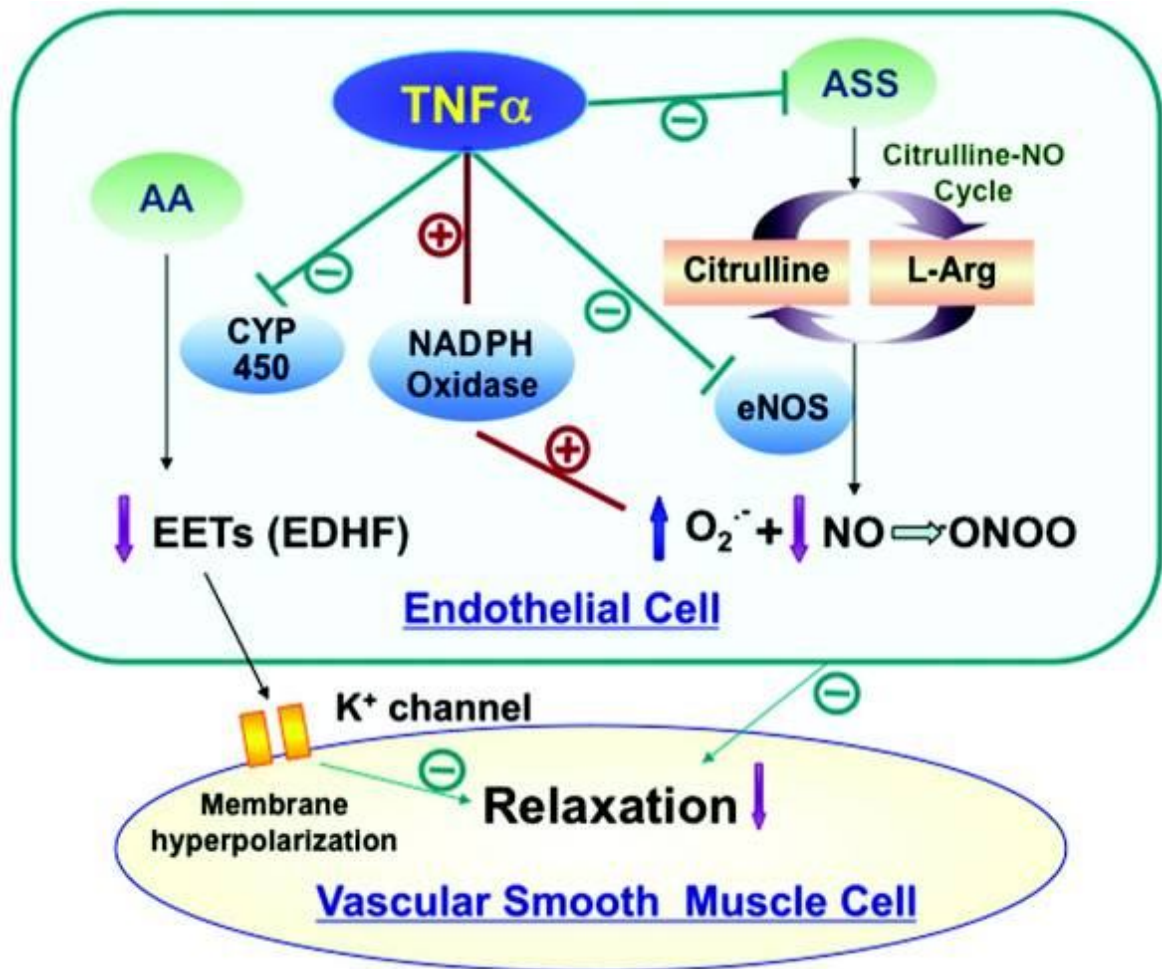 TNFα
ASS
⊖
Citrulline-NO
Cycle
AA
⊕
⊖
⊖
Citrulline
L-Arg
CYP
450
NADPH
Oxidase
eNOS
⊕
EETs (EDHF)
O₂·⁻ + NO ⇒ ONOO
Endothelial Cell
⊖
K⁺ channel
⊖
Relaxation
Membrane
hyperpolarization
Vascular Smooth Muscle Cell